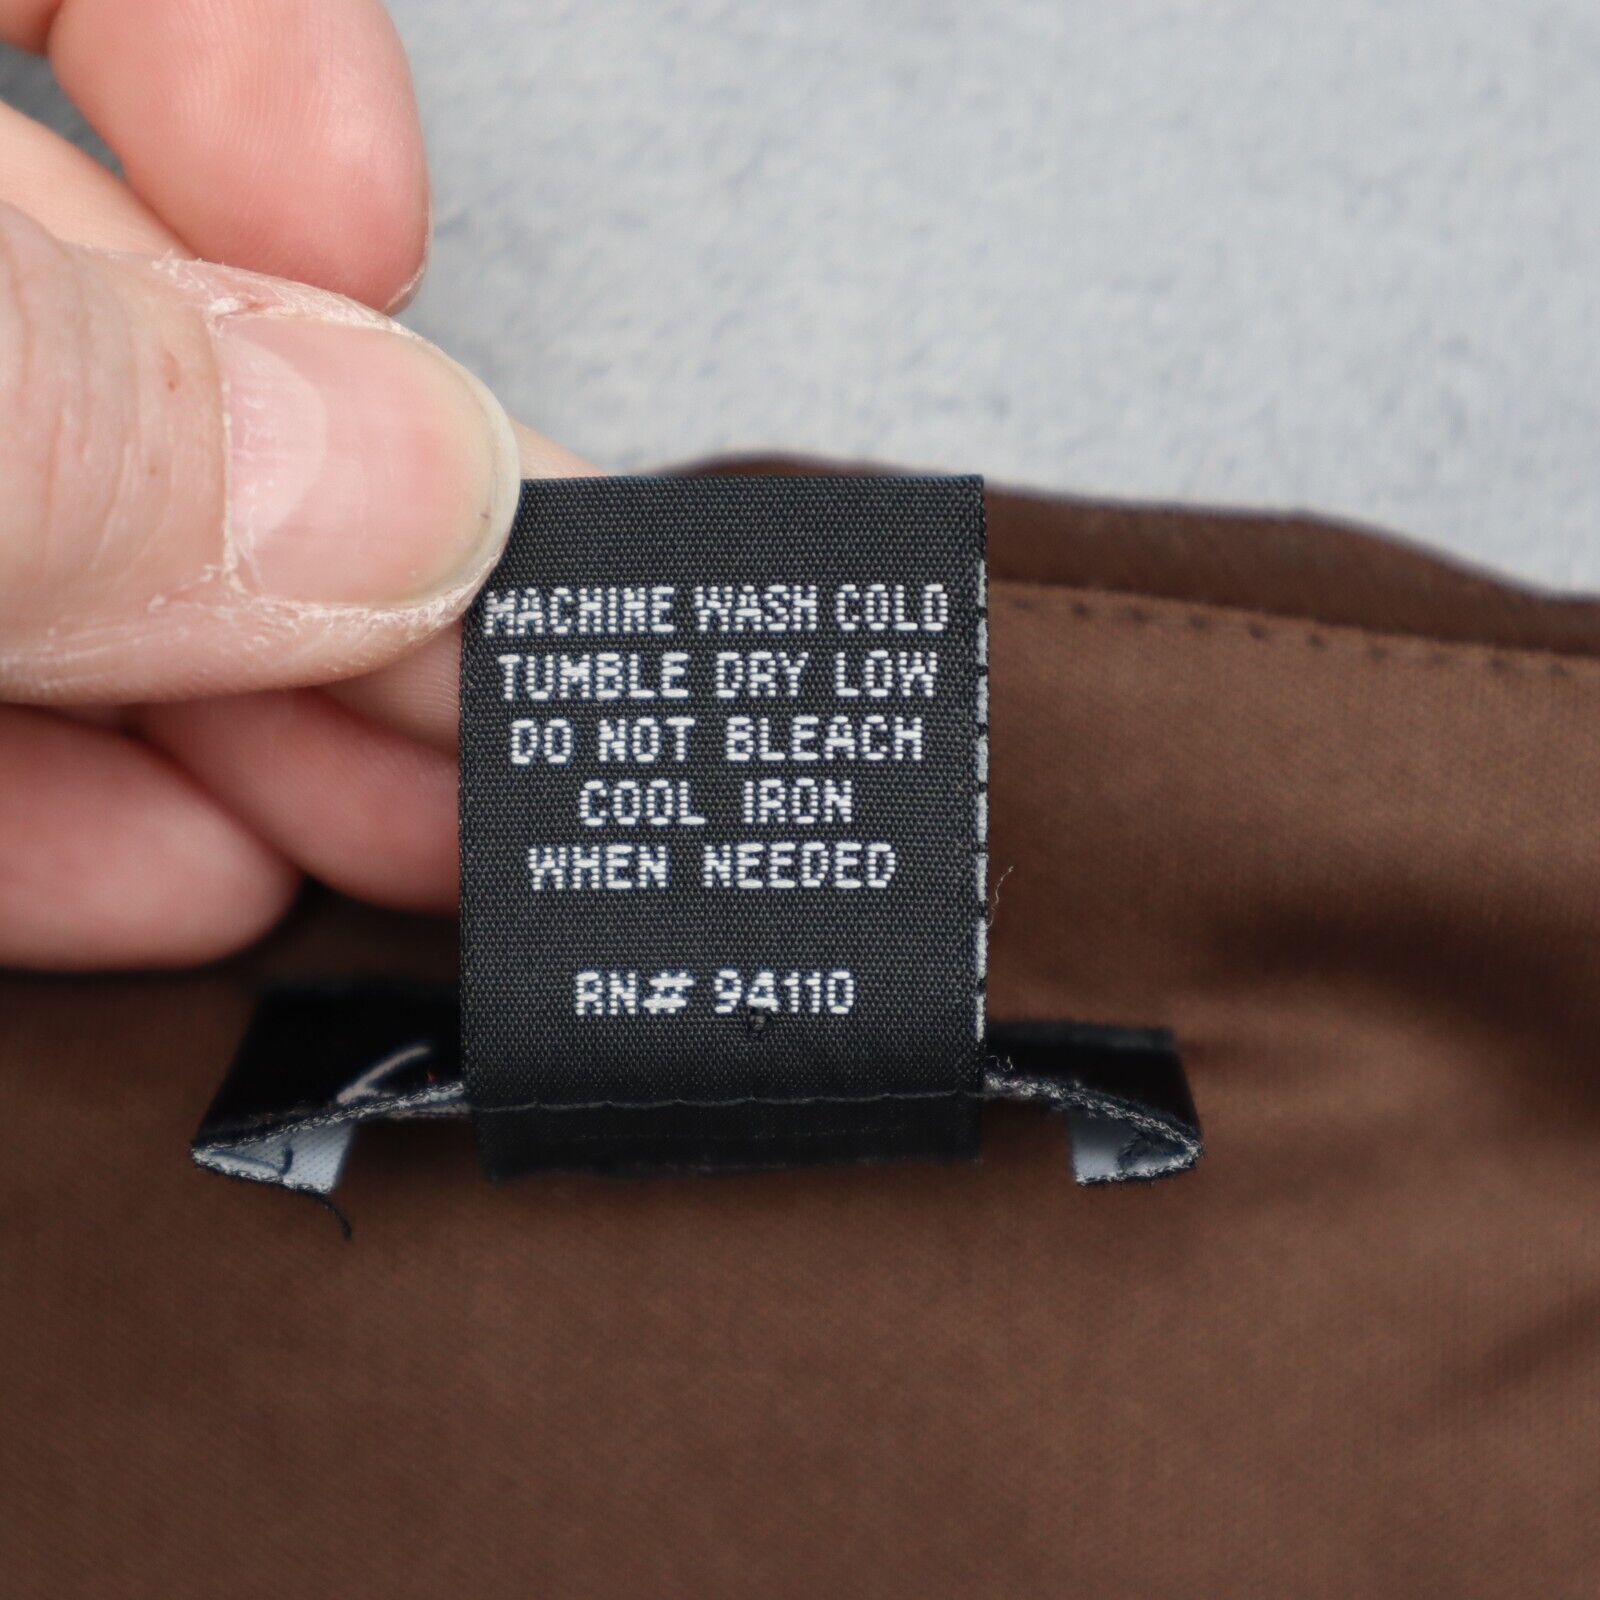 MACHINE WASH COLD
TUMBLE DRY LOW
DO NOT BLEACH
COOL IRON
WHEN NEEDED
RN# 94110